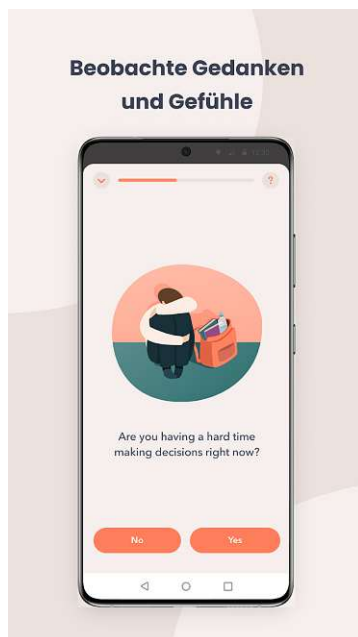 Beobachte Gedanken
und Gefühle
?
Are you having a hard time
making decisions right now?
No
Yes